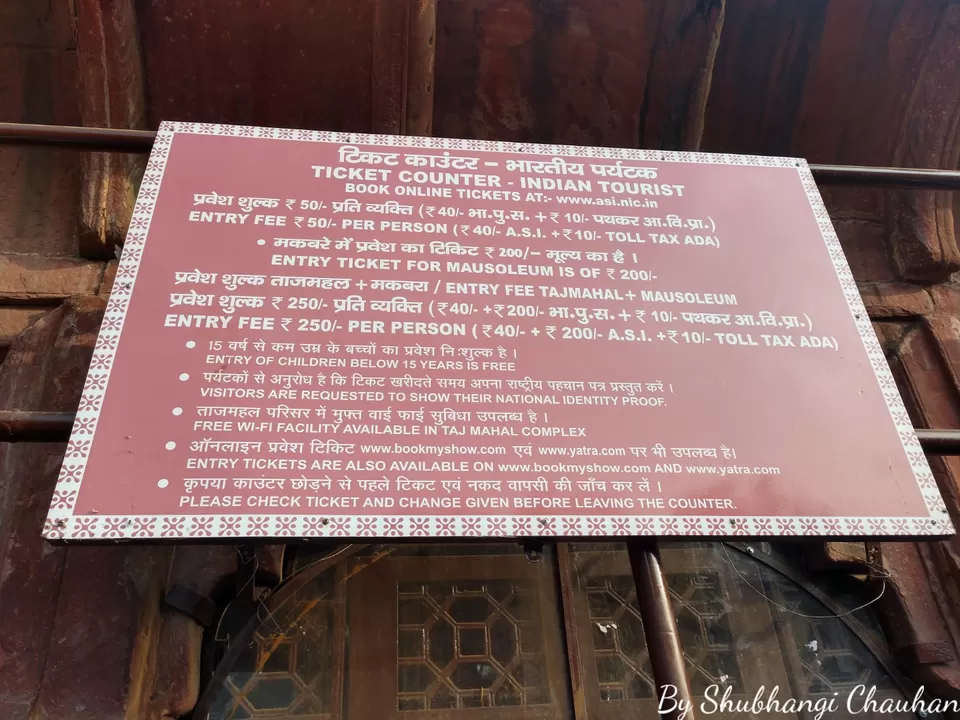 टिकट काउंटर – भारतीय पर्यटक
TICKET COUNTER - INDIAN TOURIST
BOOK ONLINE TICKETS AT:- www.asi.nic.in
प्रवेश शुल्क ₹ 50/- प्रति व्यक्ति ( ₹ 40/- भा.पु.स. + ₹ 10/- पथकर आ.वि.प्रा.)
ENTRY FEE ₹ 50/- PER PERSON ( ₹ 40/- A.S.I. + ₹ 10/- TOLL TAX ADA)
• मकबरे में प्रवेश का टिकिट ₹ 200/– मूल्य का है ।
ENTRY TICKET FOR MAUSOLEUM IS OF ₹ 200/-
प्रवेश शुल्क ताजमहल + मकबरा / ENTRY FEE TAJMAHAL+ MAUSOLEUM
प्रवेश शुल्क ₹ 250/- प्रति व्यक्ति ( ₹40/- +₹200/- भा.पु.स. + ₹ 10/- पथकर आ.वि.प्रा.)
ENTRY FEE ₹ 250/- PER PERSON ( ₹40/- + ₹ 200/- A.S.I. +₹ 10/- TOLL TAX ADA)
• 15 वर्ष से कम उम्र के बच्चों का प्रवेश नि:शुल्क है ।
ENTRY OF CHILDREN BELOW 15 YEARS IS FREE
• पर्यटकों से अनुरोध है कि टिकट खरीदते समय अपना राष्ट्रीय पहचान पत्र प्रस्तुत करें ।
VISITORS ARE REQUESTED TO SHOW THEIR NATIONAL IDENTITY PROOF.
• ताजमहल परिसर में मुफ्त वाई फाई सुबिधा उपलब्ध है ।
FREE WI-FI FACILITY AVAILABLE IN TAJ MAHAL COMPLEX
• ऑनलाइन प्रवेश टिकिट www.bookmyshow.com एवं www.yatra.com पर भी उपलब्ध है।
ENTRY TICKETS ARE ALSO AVAILABLE ON www.bookmyshow.com AND www.yatra.com
• कृपया काउंटर छोड़ने से पहले टिकट एवं नकद वापसी की जाँच कर लें ।
PLEASE CHECK TICKET AND CHANGE GIVEN BEFORE LEAVING THE COUNTER.
By Shubhangi Chauhan